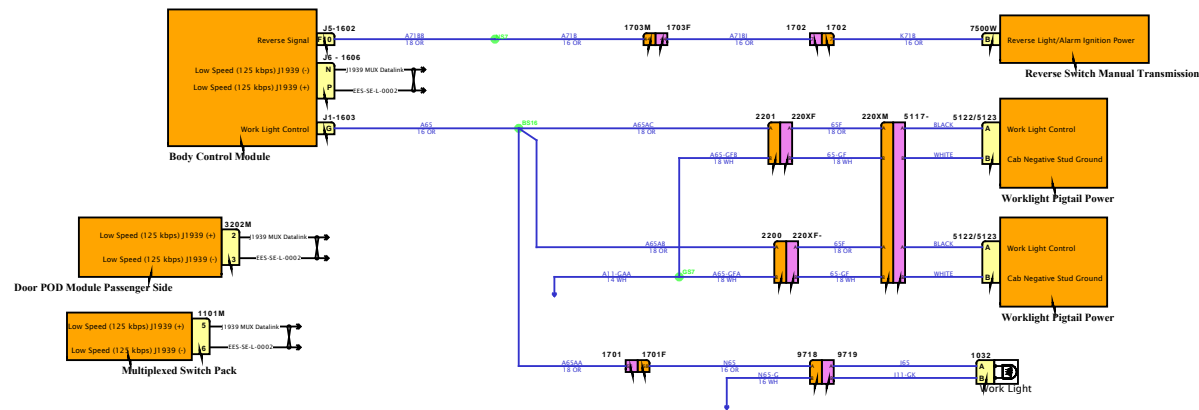 J5-1602
Reverse Signal
F 0
A71BB
18 OR
A71B
16 OR
1703M
1703F
A71BJ
16 OR
1702
1702
K71B
16 OR
7500W
B
Reverse Light/Alarm Ignition Power
Reverse Switch Manual Transmission
J6 - 1606
Low Speed (125 kbps) J1939 (-)
N
J1939 MUX Datalink
Low Speed (125 kbps) J1939 (+)
P
EES-SE-L-0002
J1-1603
Work Light Control
G
A65
16 OR
BS16
Body Control Module
A65AC
18 OR
2201
220XF
A
A
65F
18 OR
220XM
5117-
A
A
BLACK
5122/5123
A
Work Light Control
A65-GFB
18 WH
B
B
65-GF
18 WH
B
B
WHITE
B
Cab Negative Stud Ground
Worklight Pigtail Power
3202M
Low Speed (125 kbps) J1939 (+)
2
J1939 MUX Datalink
Low Speed (125 kbps) J1939 (-)
3
EES-SE-L-0002
Door POD Module Passenger Side
A65AB
18 OR
2200
220XF-
A
A
65F
18 OR
A
A
BLACK
5122/5123
A
Work Light Control
A11-GAA
14 WH
GS7
A65-GFA
18 WH
B
B
65-GF
18 WH
B
B
WHITE
B
Cab Negative Stud Ground
Worklight Pigtail Power
1101M
Low Speed (125 kbps) J1939 (+)
5
J1939 MUX Datalink
Low Speed (125 kbps) J1939 (-)
6
EES-SE-L-0002
Multiplexed Switch Pack
A65AA
18 OR
1701
1701F
N65
16 OR
9718
9719
A
A
J65
1032
A
N65-G
16 WH
B
B
J11-GK
B
Work Light